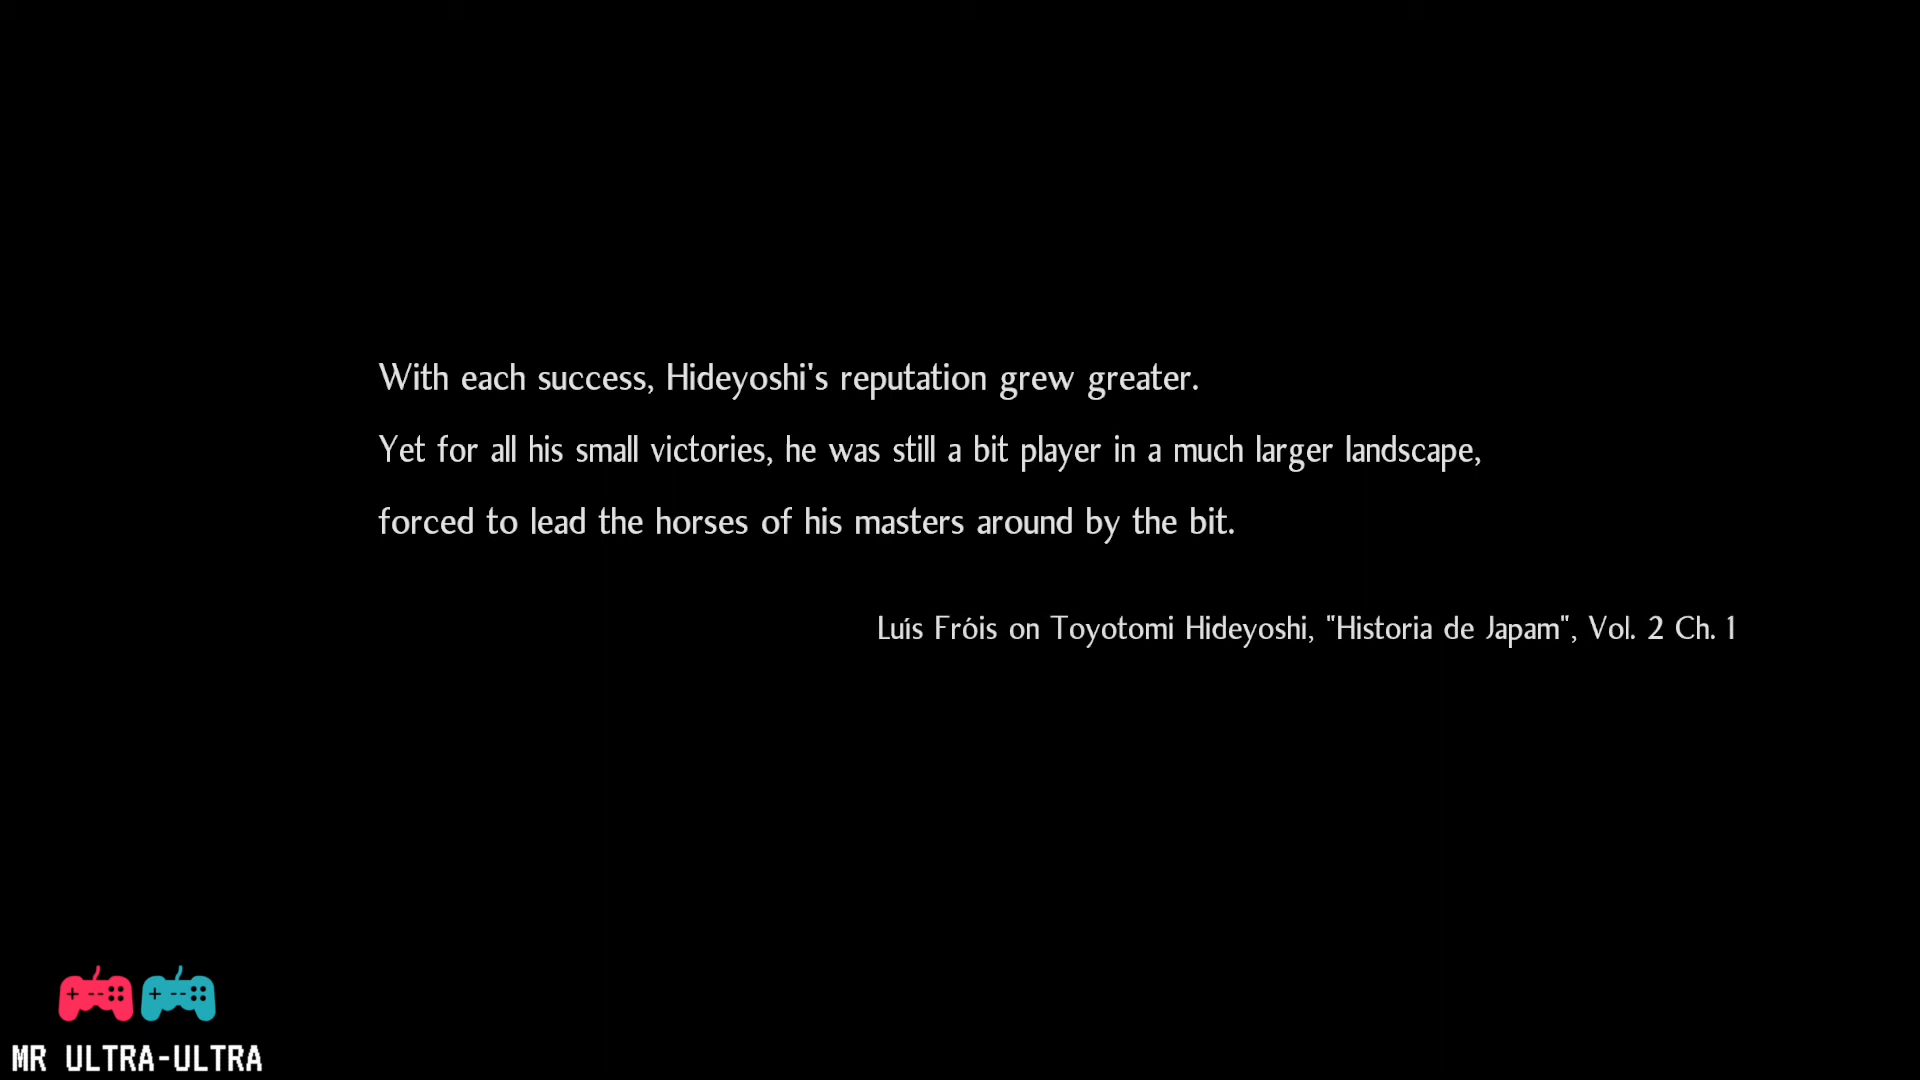 With each success, Hideyoshi's reputation grew greater.
Yet for all his small victories, he was still a bit player in a much larger landscape,
forced to lead the horses of his masters around by the bit.
Luís Fróis on Toyotomi Hideyoshi, "Historia de Japam", Vol. 2 Ch. 1
MR ULTRA-ULTRA